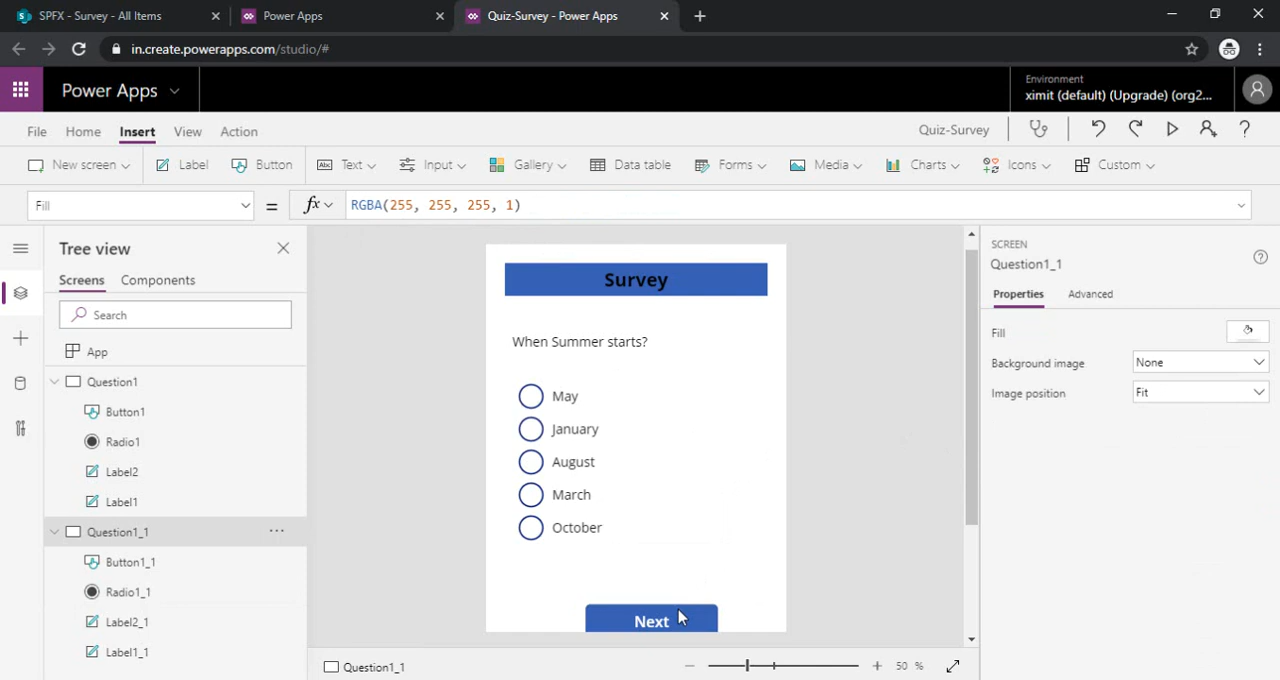 SPFX - Survey - All Items
Power Apps
Quiz-Survey - Power Apps
in.create.powerapps.com/studio/#
Power Apps
Environment
ximit (default) (Upgrade) (org2...
File Home Insert View Action
Quiz-Survey
New screen Label Button Text Input Gallery Data table Forms Media Charts Icons Custom
Fill = fx RGBA(255, 255, 255, 1)
Tree view
Screens Components
Search
App
Question1
Button1
Radio1
Label2
Label1
Question1_1
Button1_1
Radio1_1
Label2_1
Label1_1
Survey
When Summer starts?
May
January
August
March
October
Next
Question1_1
50 %
SCREEN
Question1_1
Properties Advanced
Fill
Background image None
Image position Fit